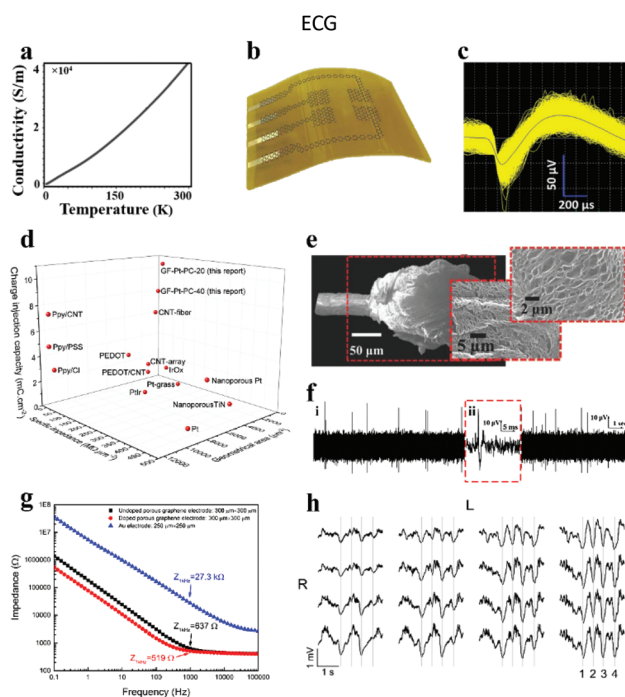 ECG
a
×10⁴
4
2
0
Conductivity (S/m)
0 150 300
Temperature (K)
b
c
50 µV
200 µs
d
Charge injection capacity (mC.cm⁻²)
10
8
6
4
2
0
GF-Pt-PC-20 (this report)
GF-Pt-PC-40 (this report)
CNT-fiber
Ppy/CNT
Ppy/PSS
Ppy/Cl
PEDOT
CNT-array
IrOx
PEDOT/CNT
Pt-grass
PtIr
Nanoporous Pt
NanoporousTiN
Pt
e
50 µm
5 µm
2 µm
f
i
ii
10 µV
5 ms
10 µV
1 sec
g
Impedance (Ω)
1E8
1E7
1000000
100000
10000
1000
100
Undoped porous graphene electrode: 300 µm×300 µm
Doped porous graphene electrode: 300 µm×300 µm
Au electrode: 250 µm×250 µm
Z1kHz=27.3 kΩ
Z1kHz=637 Ω
Z1kHz=519 Ω
0.1 1 10 100 1000 10000 100000
Frequency (Hz)
h
L
R
1 mV
1 s
1 2 3 4